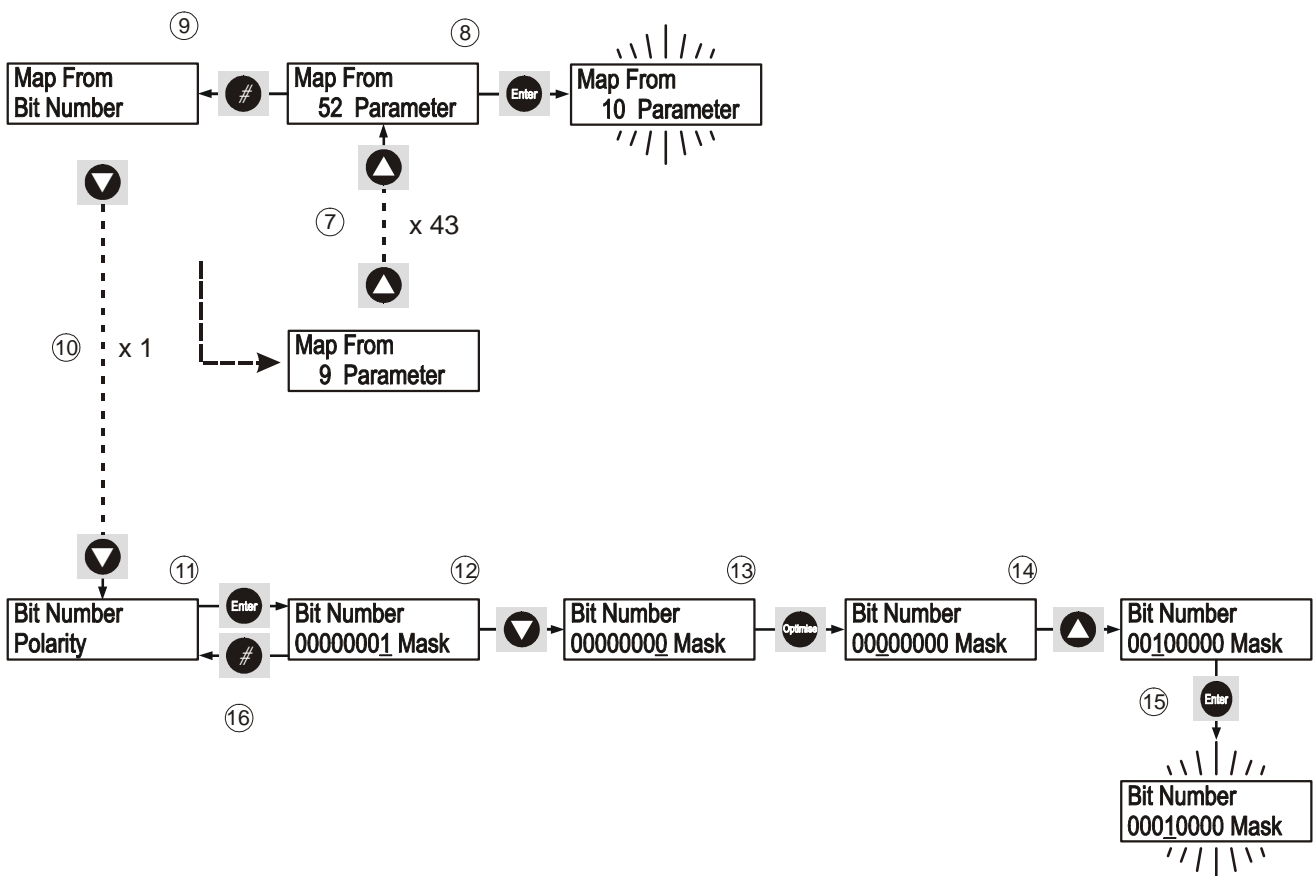 9
8
Map From
Bit Number
#
Map From
52 Parameter
Enter
Map From
10 Parameter
7
x 43
10
x 1
Map From
9 Parameter
11
12
13
14
Bit Number
Polarity
Enter
#
Bit Number
00000001 Mask
Bit Number
00000000 Mask
Optimise
Bit Number
00000000 Mask
Bit Number
00100000 Mask
16
15
Enter
Bit Number
00010000 Mask